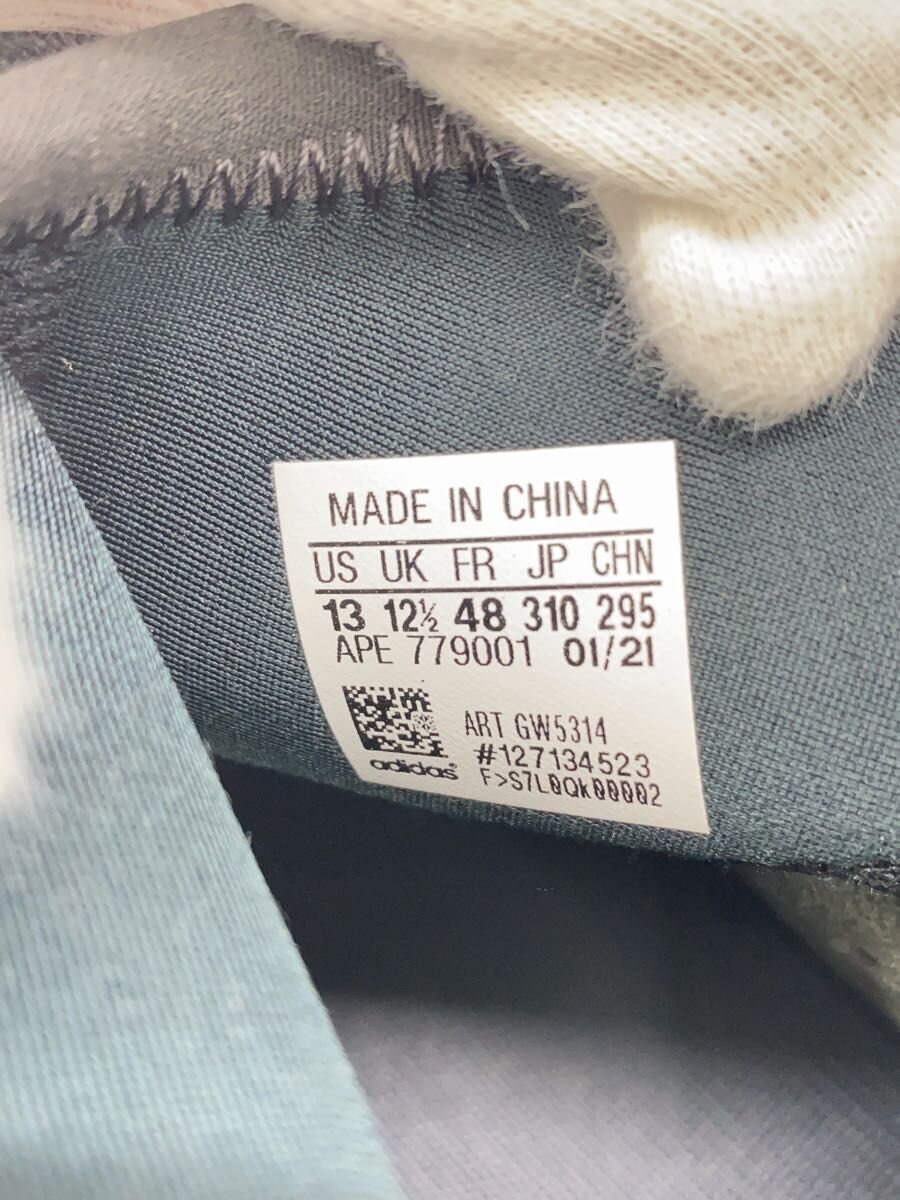 MADE IN CHINA
US UK FR JP CHN
13 12½ 48 310 295
APE 779001 01/21
ART GW5314
#127134523
adidas
F>S7L0Qk00002